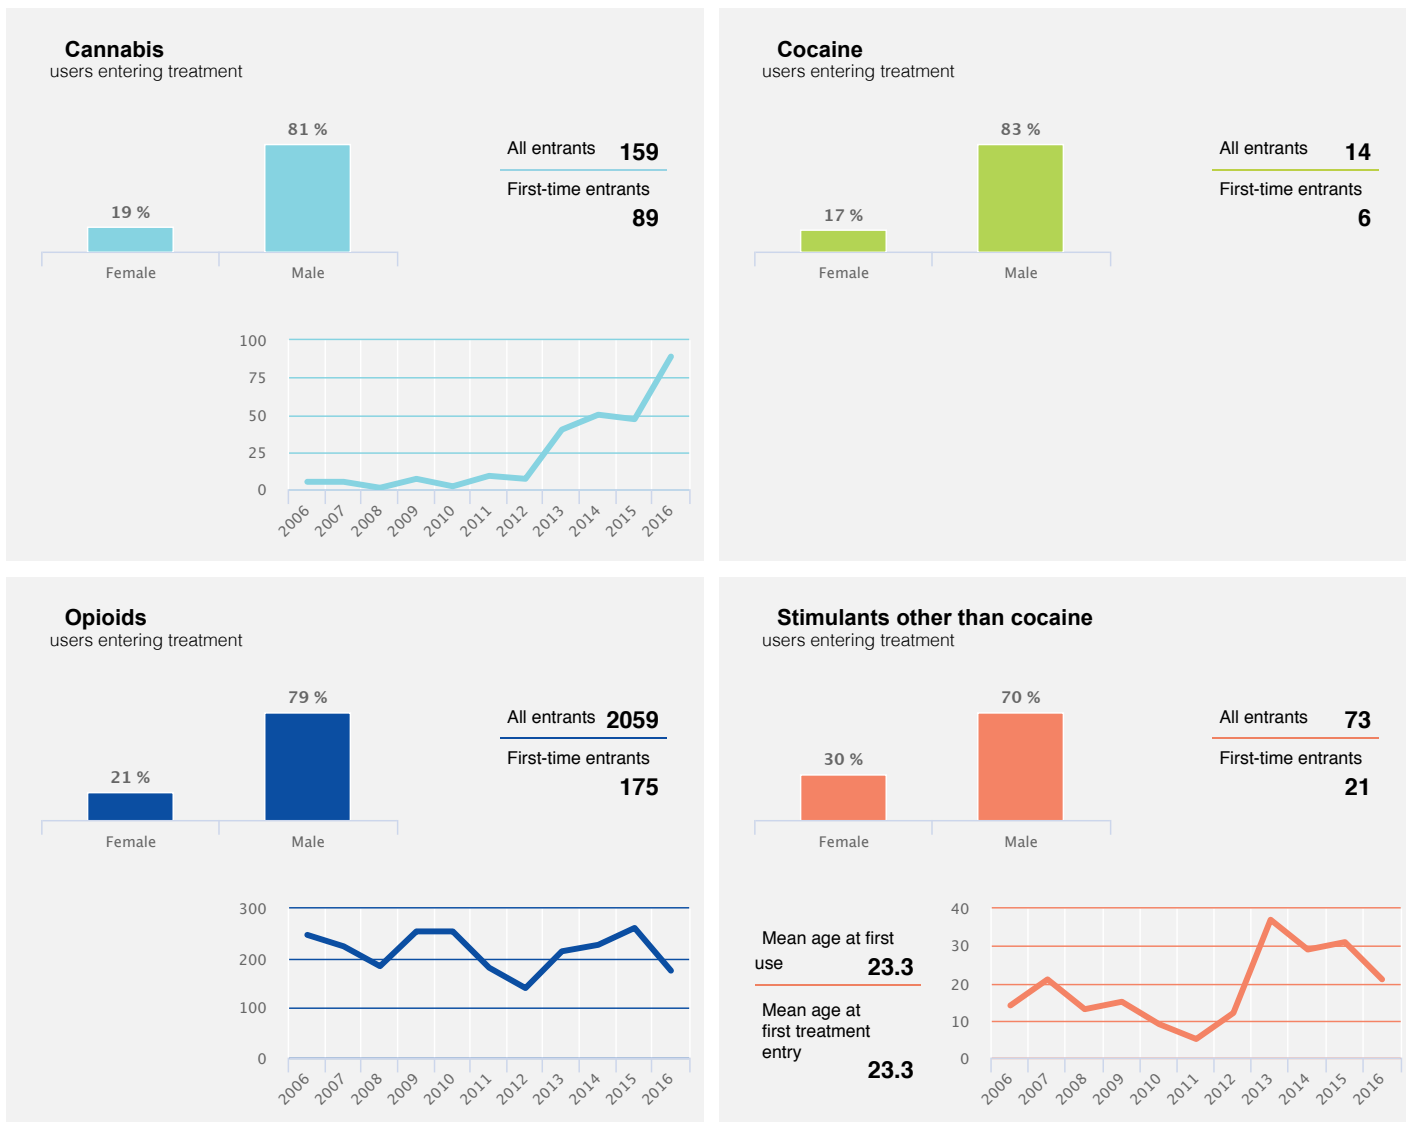 Cannabis
users entering treatment
81 %
19 %
Female
Male
All entrants 159
First-time entrants
89
100
75
50
25
0
2006 2007 2008 2009 2010 2011 2012 2013 2014 2015 2016
Cocaine
users entering treatment
83 %
17 %
Female
Male
All entrants 14
First-time entrants
6
Opioids
users entering treatment
79 %
21 %
Female
Male
All entrants 2059
First-time entrants
175
300
200
100
0
2006 2007 2008 2009 2010 2011 2012 2013 2014 2015 2016
Stimulants other than cocaine
users entering treatment
70 %
30 %
Female
Male
All entrants 73
First-time entrants
21
Mean age at first
use 23.3
Mean age at
first treatment
entry
23.3
40
30
20
10
0
2006 2007 2008 2009 2010 2011 2012 2013 2014 2015 2016